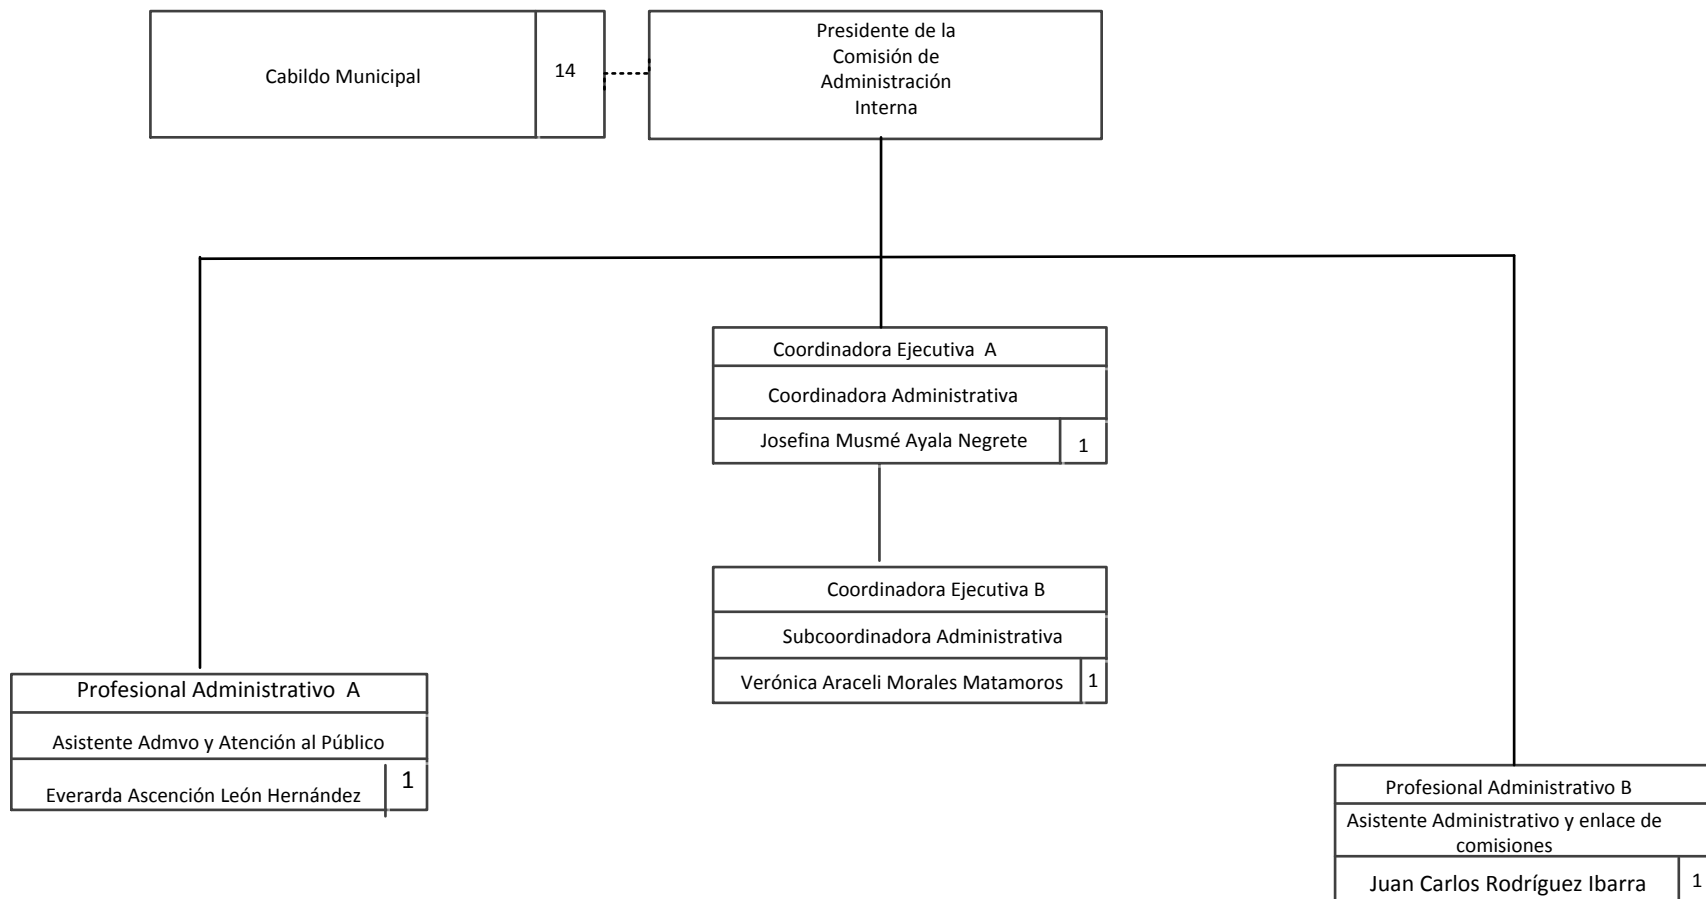 Cabildo Municipal
14
Presidente de la
Comisión de
Administración
Interna
Coordinadora Ejecutiva  A
Coordinadora Administrativa
Josefina Musmé Ayala Negrete
1
Coordinadora Ejecutiva B
Subcoordinadora Administrativa
Verónica Araceli Morales Matamoros
1
Profesional Administrativo  A
Asistente Admvo y Atención al Público
Everarda Ascención León Hernández
1
Profesional Administrativo B
Asistente Administrativo y enlace de
comisiones
Juan Carlos Rodríguez Ibarra
1